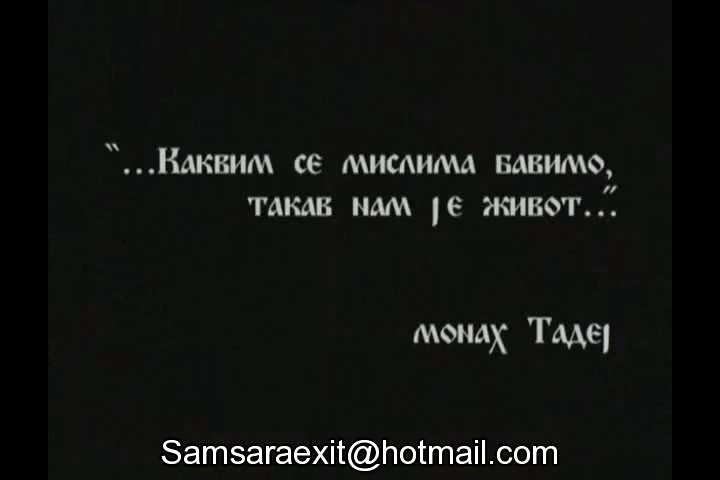 “...Каквим се мислима бавимо,
такав нам је живот...”
монах Тадеј
Samsaraexit@hotmail.com